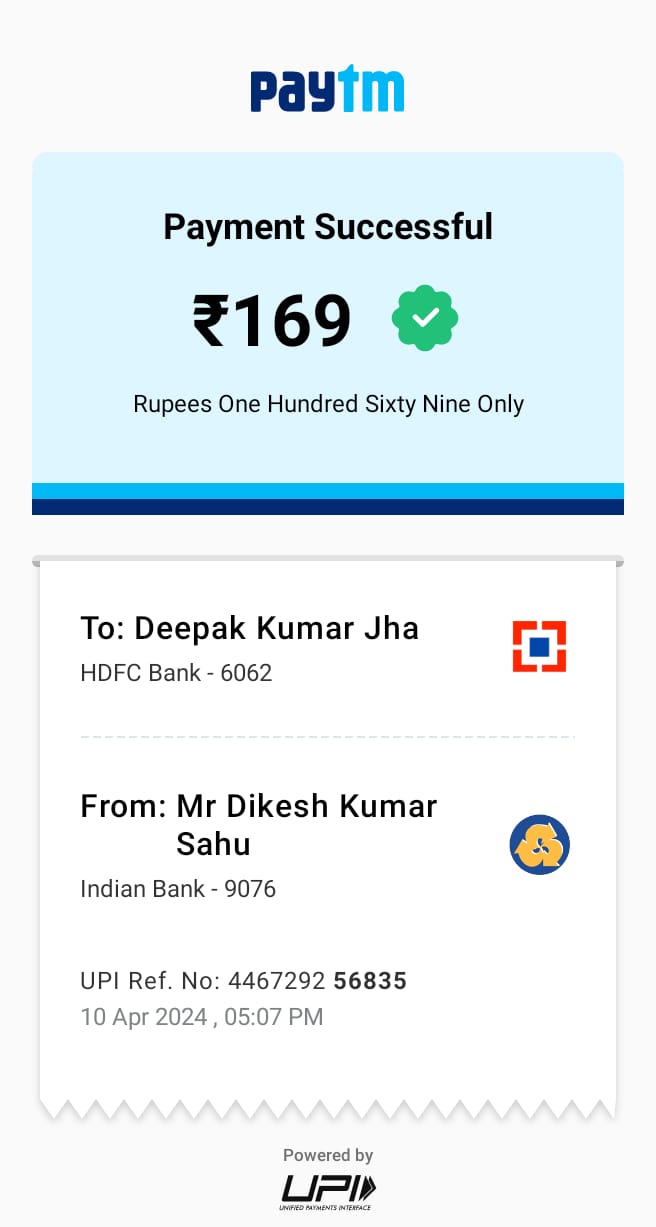 paytm
Payment Successful
₹169
Rupees One Hundred Sixty Nine Only
To: Deepak Kumar Jha
HDFC Bank - 6062
From: Mr Dikesh Kumar
Sahu
Indian Bank - 9076
UPI Ref. No: 4467292 56835
10 Apr 2024 , 05:07 PM
Powered by
UPI
UNIFIED PAYMENTS INTERFACE